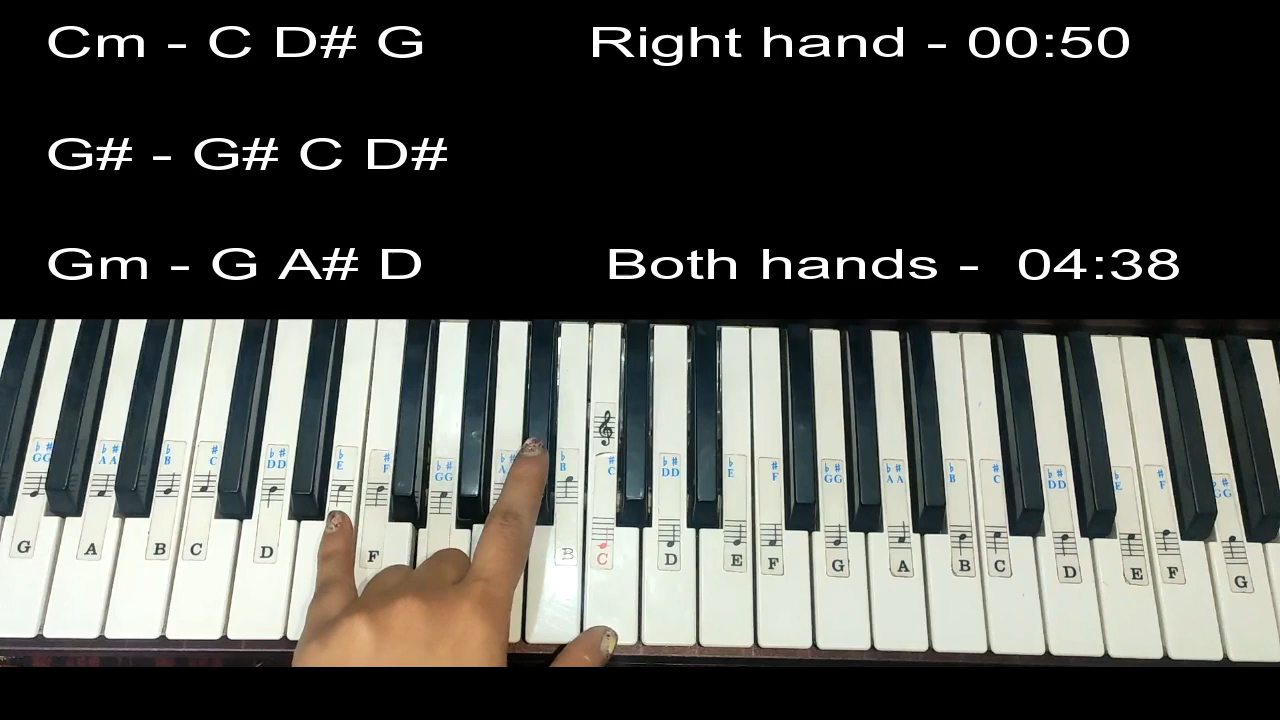 Cm - C D# G
Right hand - 00:50
G# - G# C D#
Gm - G A# D
Both hands - 04:38
G A B C D F B C D E F G A B C D E F G